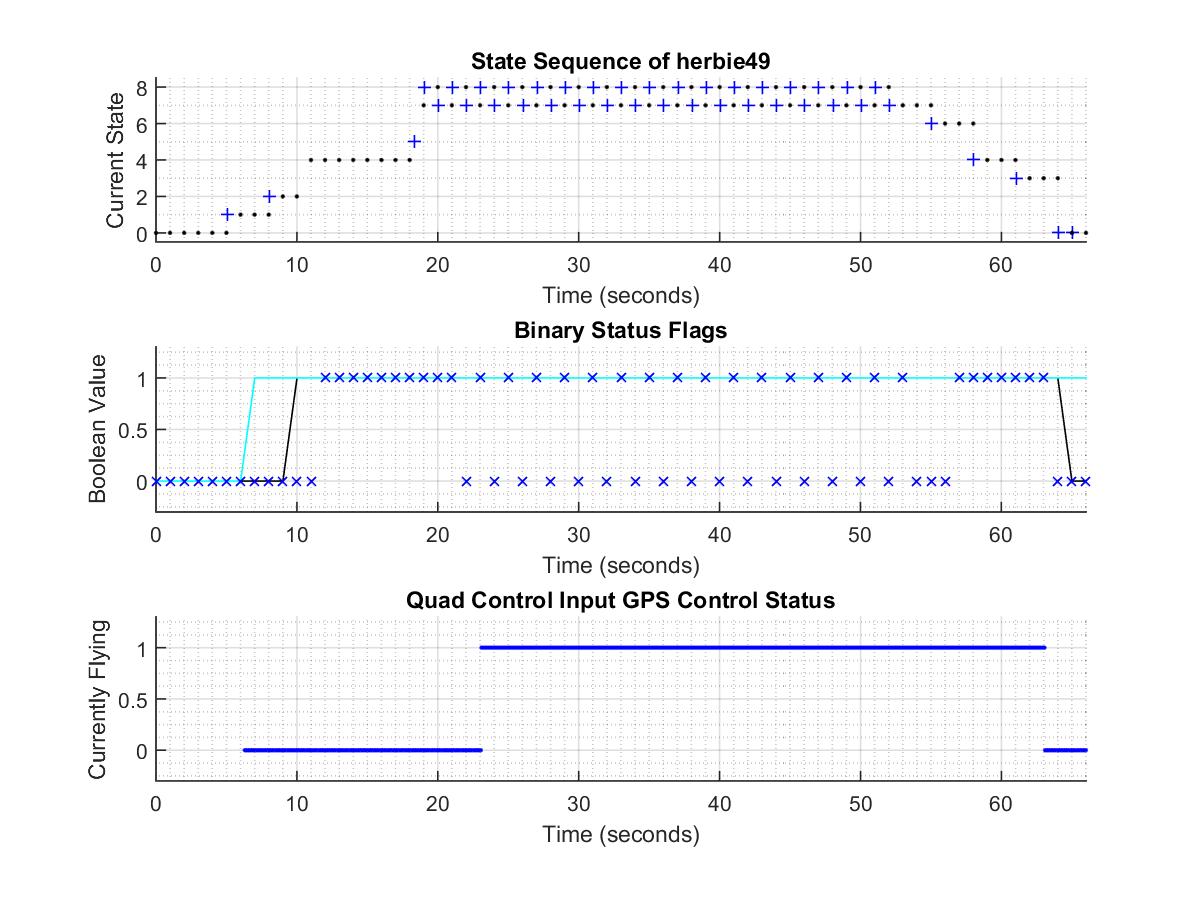 State Sequence of herbie49
8
6
4
2
0
Current State
0 10 20 30 40 50 60
Time (seconds)
Binary Status Flags
1
0.5
0
Boolean Value
0 10 20 30 40 50 60
Time (seconds)
Quad Control Input GPS Control Status
1
0.5
0
Currently Flying
0 10 20 30 40 50 60
Time (seconds)